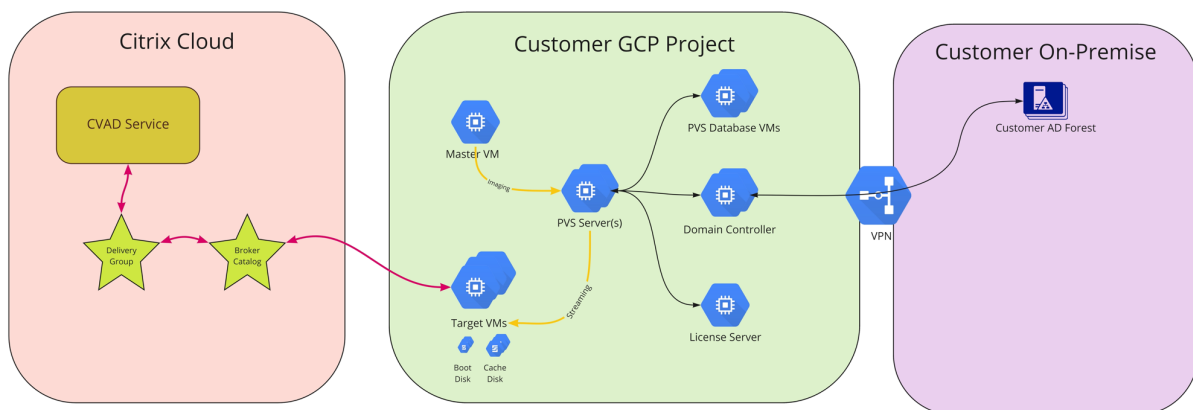 Citrix Cloud
CVAD Service
Delivery
Group
Broker
Catalog
Customer GCP Project
Master VM
Imaging
PVS Server(s)
Streaming
Target VMs
Boot
Disk
Cache
Disk
PVS Database VMs
Domain Controller
License Server
VPN
Customer On-Premise
Customer AD Forest